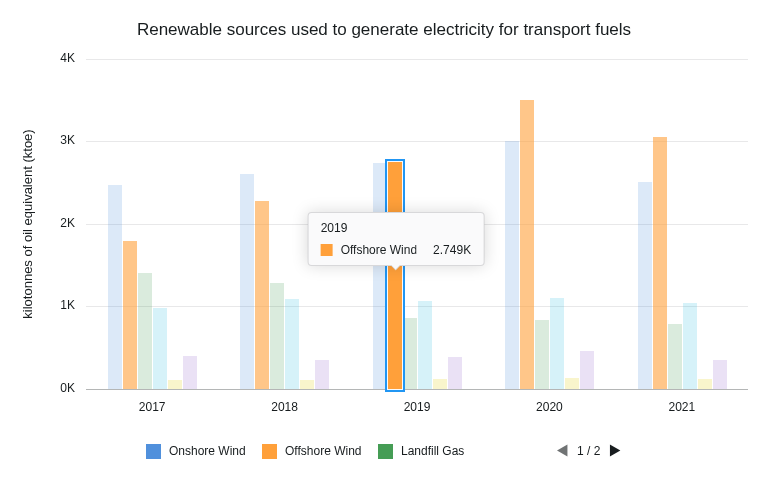 Renewable sources used to generate electricity for transport fuels
kilotonnes of oil equivalent (ktoe)
4K
3K
2K
1K
0K
2019
Offshore Wind 2.749K
2017 2018 2019 2020 2021
Onshore Wind Offshore Wind Landfill Gas 1 / 2